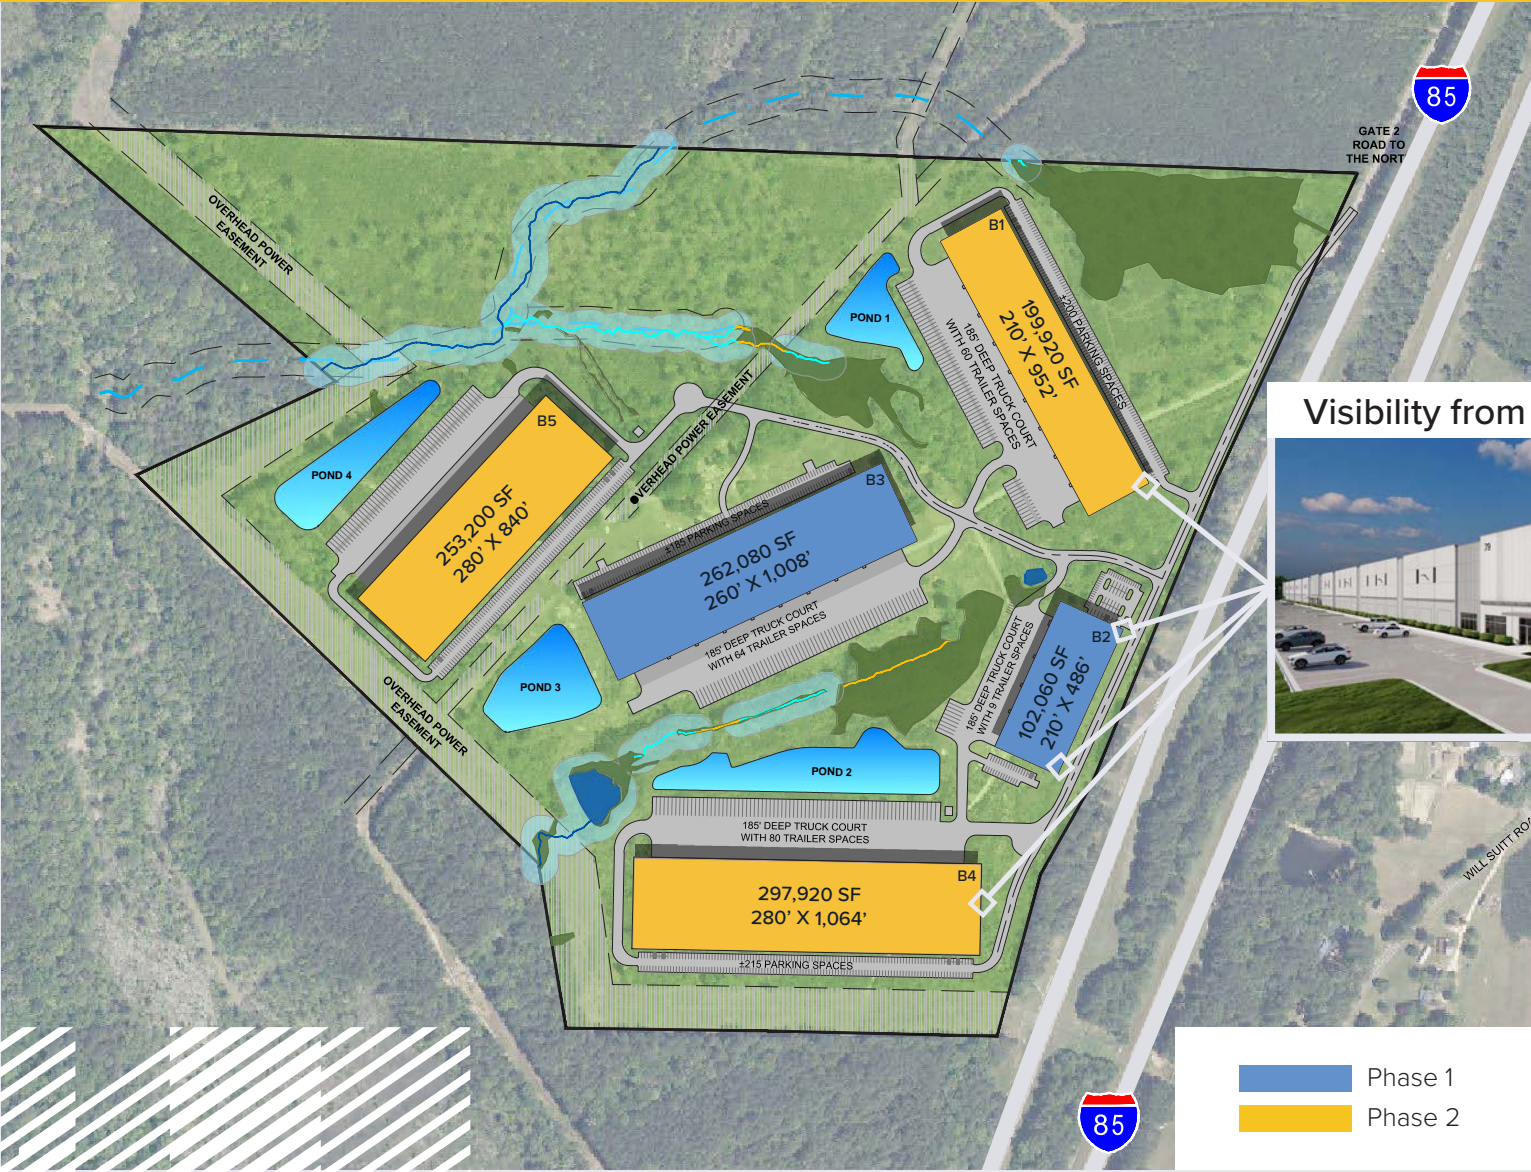 85
GATE 2
ROAD TO
THE NORT
OVERHEAD POWER
EASEMENT
B1
199,920 SF
210' X 952'
±200 PARKING SPACES
185' DEEP TRUCK COURT
WITH 60 TRAILER SPACES
POND 1
Visibility from
B5
253,200 SF
280' X 840'
POND 4
OVERHEAD POWER EASEMENT
B3
±185 PARKING SPACES
262,080 SF
260' X 1,008'
185' DEEP TRUCK COURT
WITH 64 TRAILER SPACES
B2
102,060 SF
210' X 486'
185' DEEP TRUCK COURT
WITH 9 TRAILER SPACES
POND 3
OVERHEAD POWER
EASEMENT
POND 2
185' DEEP TRUCK COURT
WITH 80 TRAILER SPACES
B4
297,920 SF
280' X 1,064'
±215 PARKING SPACES
WILL SUITT ROA
85
Phase 1
Phase 2